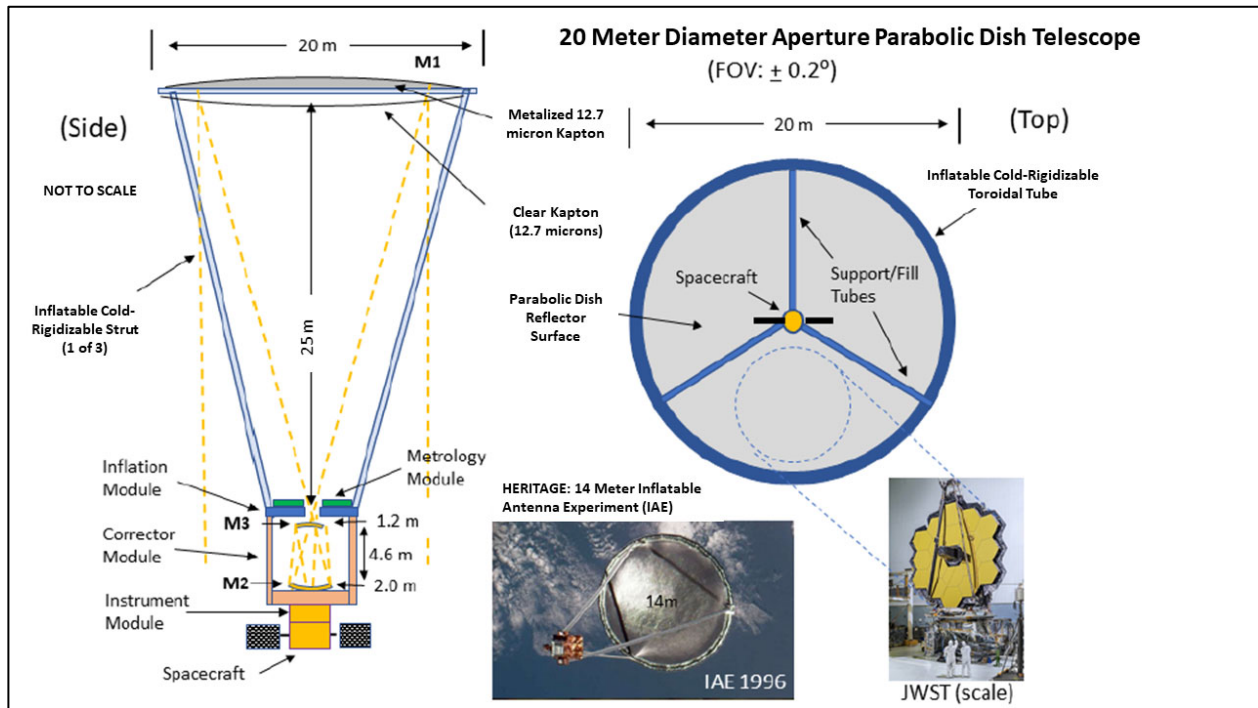 20 Meter Diameter Aperture Parabolic Dish Telescope
(FOV: ± 0.2°)
20 m
M1
(Side)
NOT TO SCALE
Metalized 12.7
micron Kapton
Clear Kapton
(12.7 microns)
Inflatable Cold-
Rigidizable Strut
(1 of 3)
25 m
Inflation
Module
Metrology
Module
M3
1.2 m
Corrector
Module
4.6 m
M2
2.0 m
Instrument
Module
Spacecraft
20 m
(Top)
Inflatable Cold-Rigidizable
Toroidal Tube
Spacecraft
Support/Fill
Tubes
Parabolic Dish
Reflector
Surface
HERITAGE: 14 Meter Inflatable
Antenna Experiment (IAE)
14m
IAE 1996
JWST (scale)